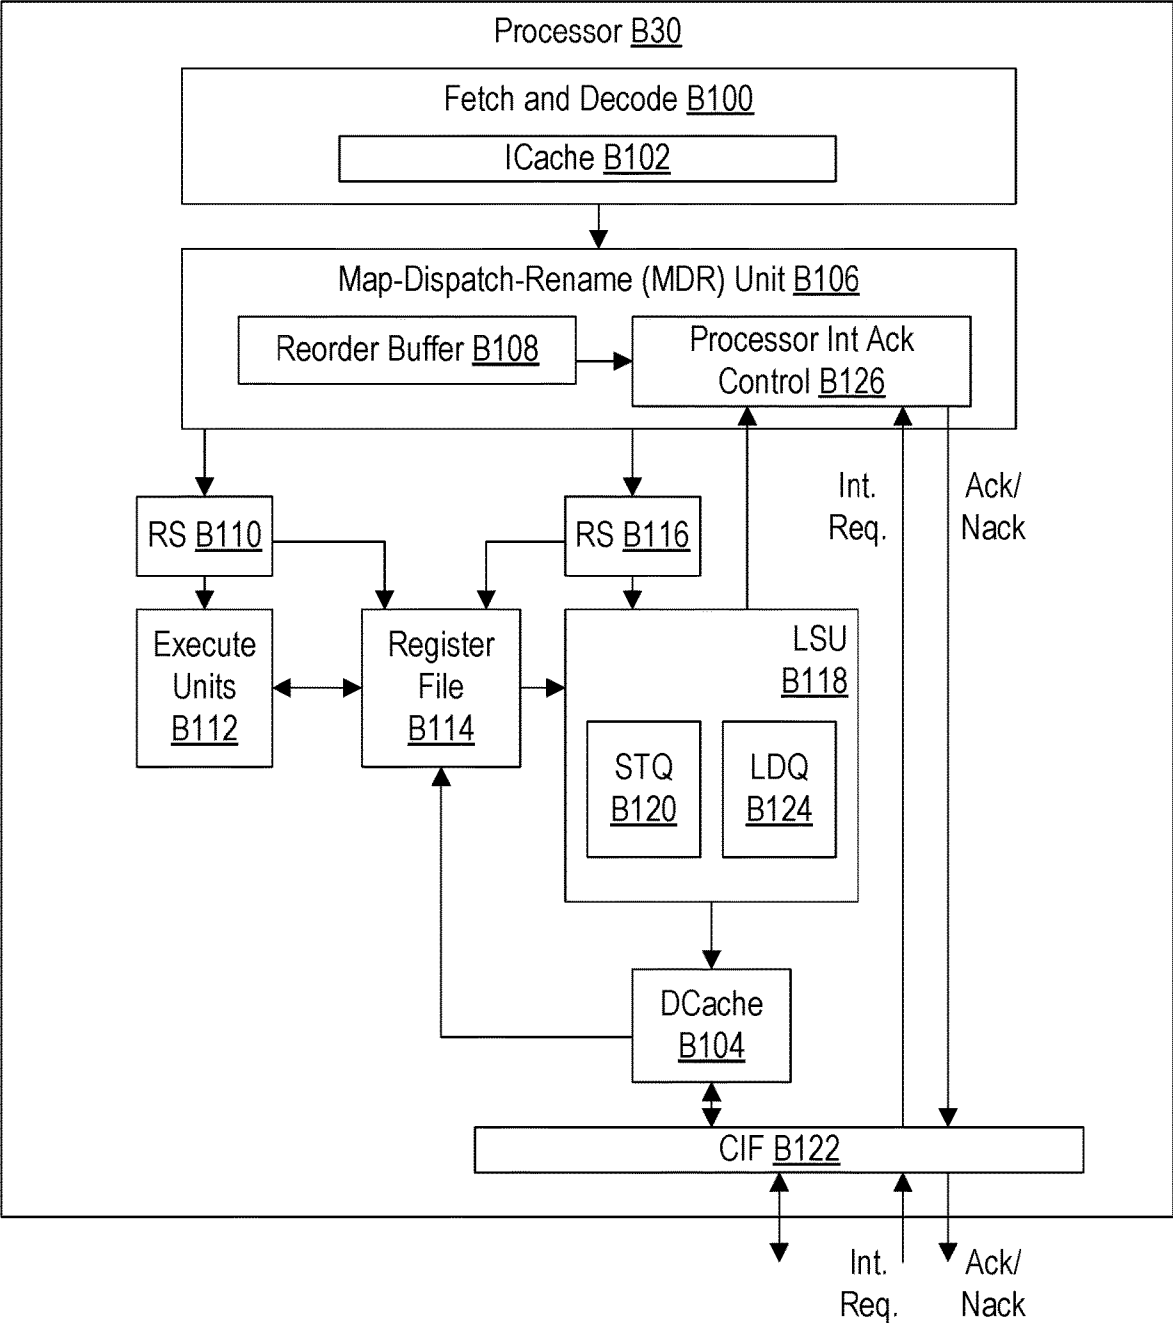 Processor B30
Fetch and Decode B100
ICache B102
Map-Dispatch-Rename (MDR) Unit B106
Reorder Buffer B108
Processor Int Ack
Control B126
Int.
Req.
Ack/
Nack
RS B110
RS B116
Execute
Units
B112
Register
File
B114
LSU
B118
STQ
B120
LDQ
B124
DCache
B104
CIF B122
Int.
Req.
Ack/
Nack